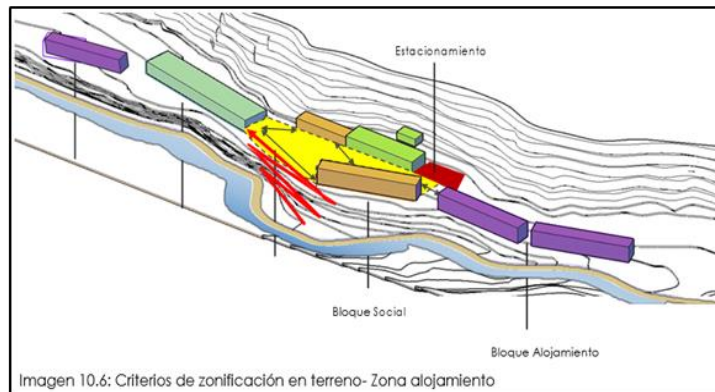 Estacionamiento
Bloque Social
Bloque Alojamiento
Imagen 10.6: Criterios de zonificación en terreno- Zona alojamiento